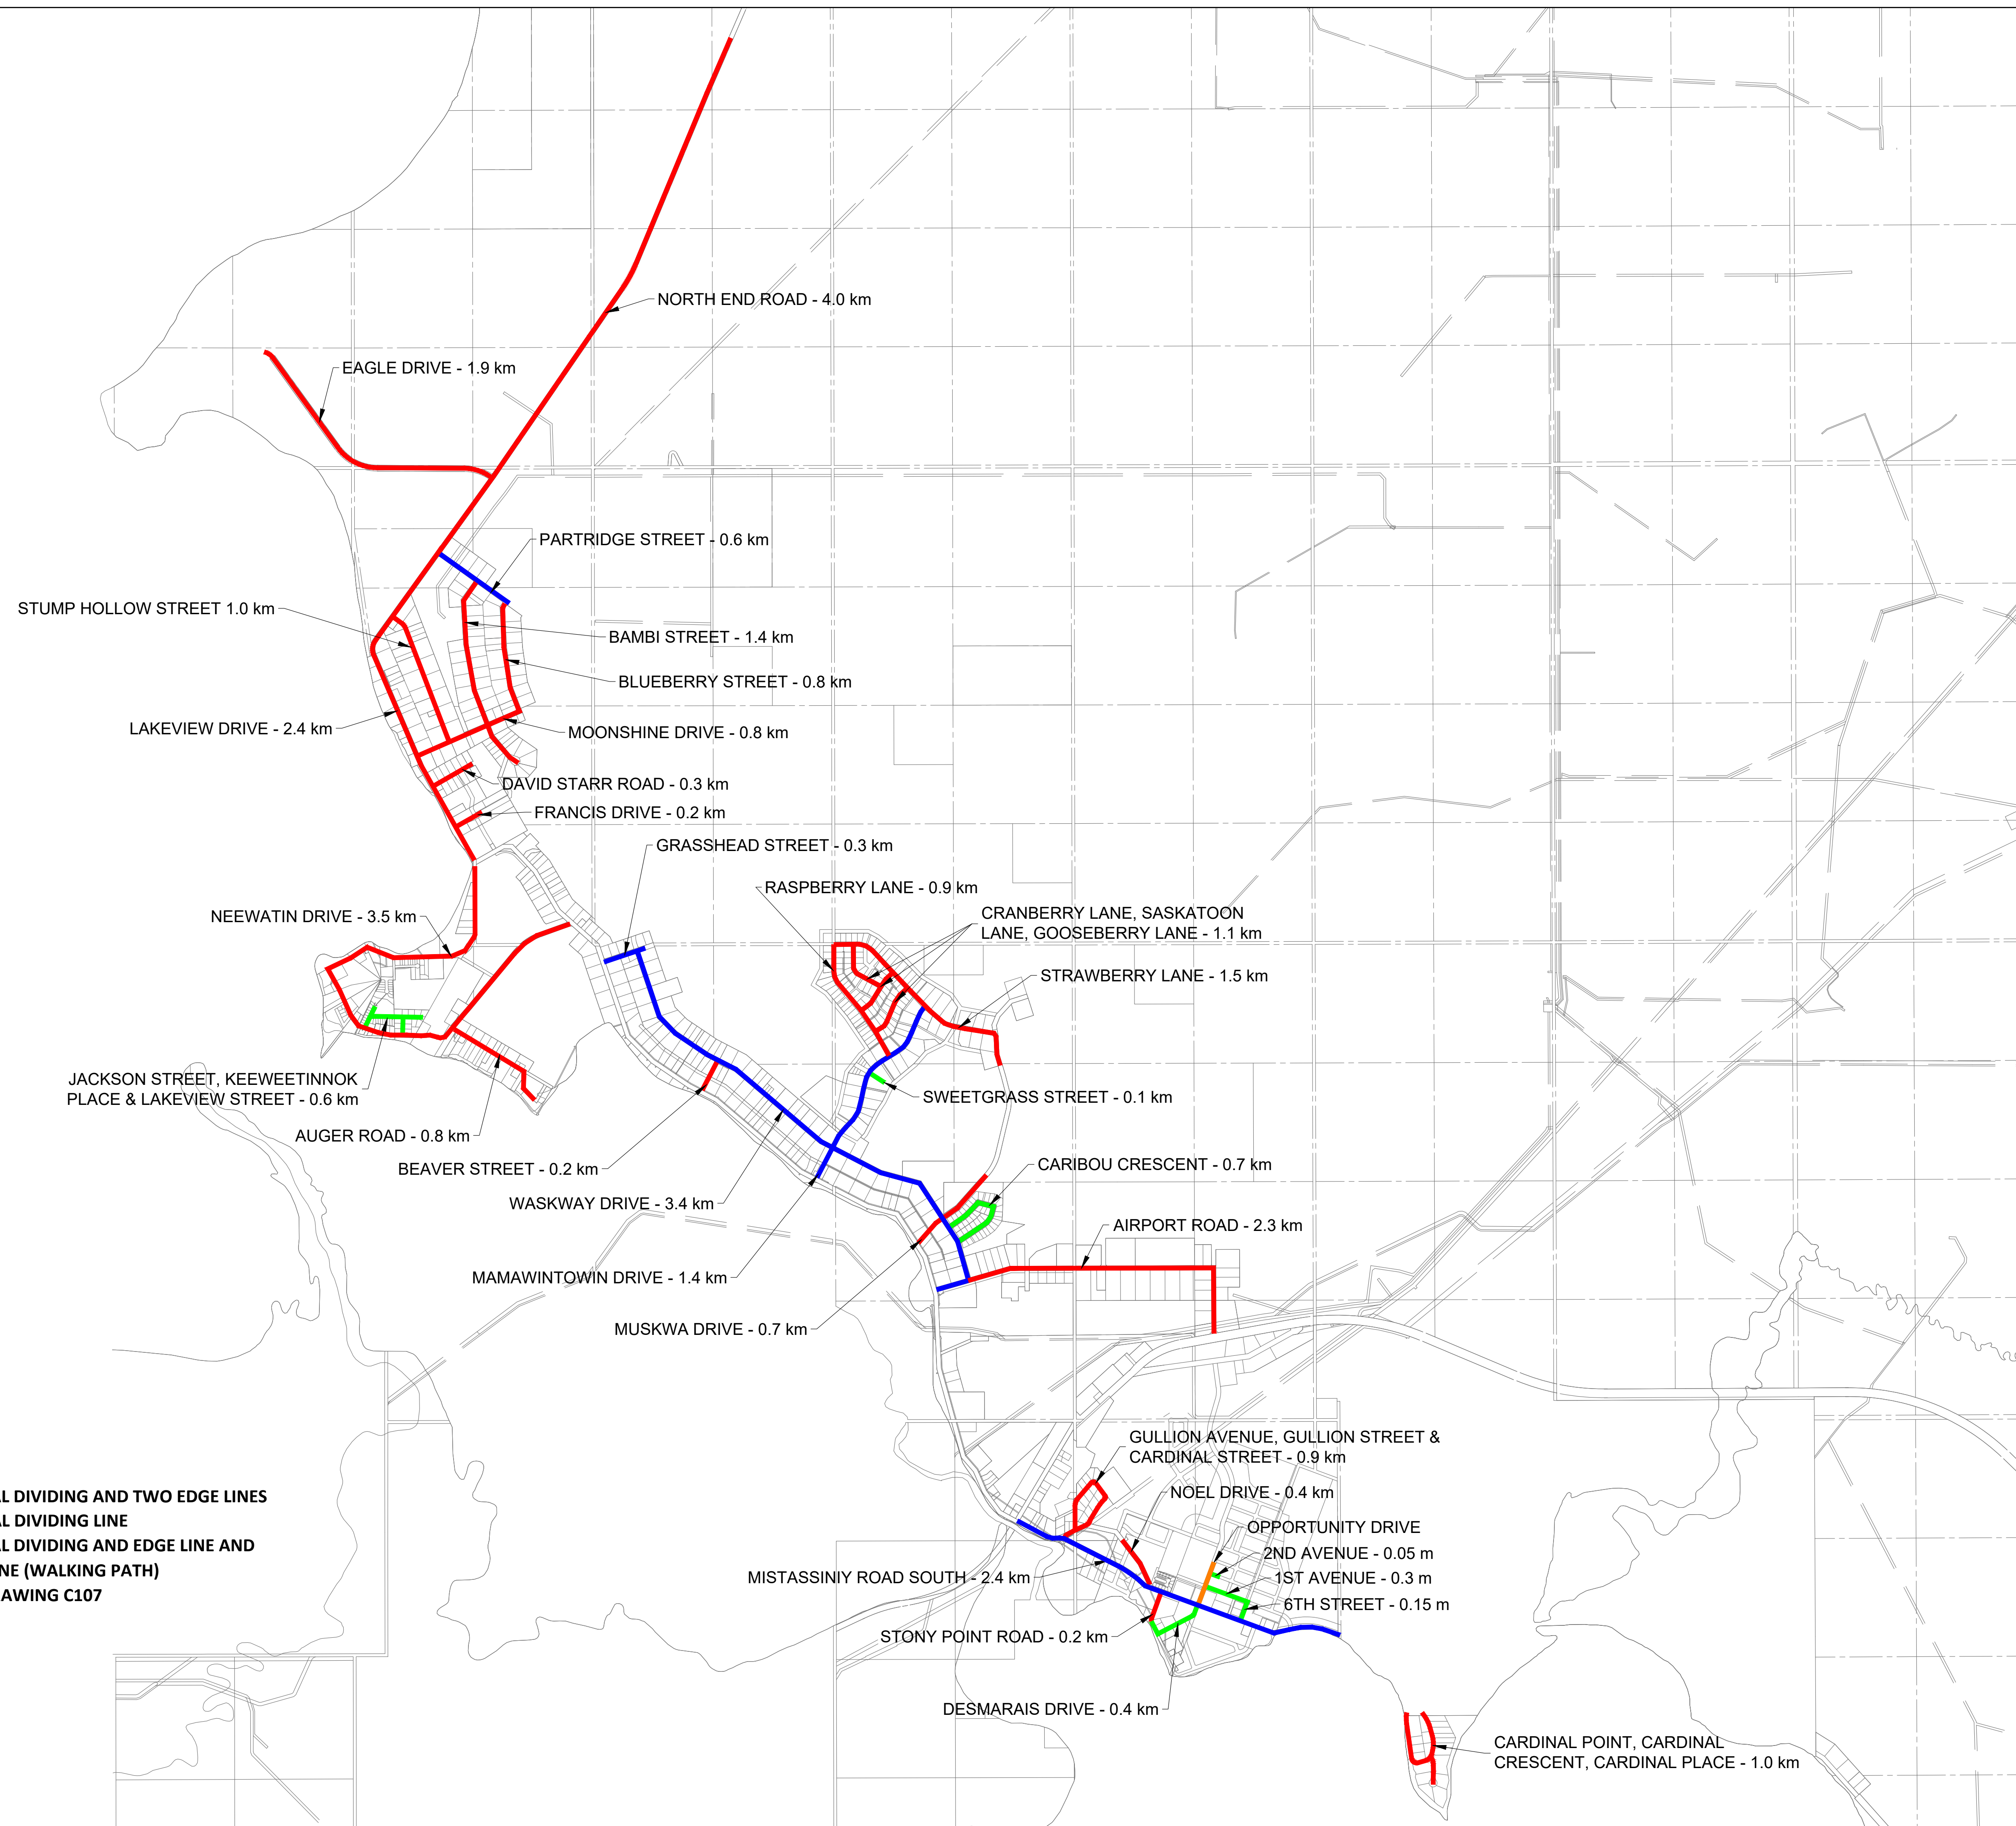 NORTH END ROAD - 4.0 km
EAGLE DRIVE - 1.9 km
PARTRIDGE STREET - 0.6 km
STUMP HOLLOW STREET 1.0 km
BAMBI STREET - 1.4 km
BLUEBERRY STREET - 0.8 km
LAKEVIEW DRIVE - 2.4 km
MOONSHINE DRIVE - 0.8 km
DAVID STARR ROAD - 0.3 km
FRANCIS DRIVE - 0.2 km
GRASSHEAD STREET - 0.3 km
RASPBERRY LANE - 0.9 km
NEEWATIN DRIVE - 3.5 km
CRANBERRY LANE, SASKATOON
LANE, GOOSEBERRY LANE - 1.1 km
STRAWBERRY LANE - 1.5 km
JACKSON STREET, KEEWEETINNOK
PLACE & LAKEVIEW STREET - 0.6 km
SWEETGRASS STREET - 0.1 km
AUGER ROAD - 0.8 km
BEAVER STREET - 0.2 km
CARIBOU CRESCENT - 0.7 km
WASKWAY DRIVE - 3.4 km
AIRPORT ROAD - 2.3 km
MAMAWINTOWIN DRIVE - 1.4 km
MUSKWA DRIVE - 0.7 km
GULLION AVENUE, GULLION STREET &
CARDINAL STREET - 0.9 km
NOEL DRIVE - 0.4 km
OPPORTUNITY DRIVE
2ND AVENUE - 0.05 m
MISTASSINIY ROAD SOUTH - 2.4 km
1ST AVENUE - 0.3 m
6TH STREET - 0.15 m
STONY POINT ROAD - 0.2 km
DESMARAIS DRIVE - 0.4 km
CARDINAL POINT, CARDINAL
CRESCENT, CARDINAL PLACE - 1.0 km
AL DIVIDING AND TWO EDGE LINES
AL DIVIDING LINE
AL DIVIDING AND EDGE LINE AND
NE (WALKING PATH)
AWING C107